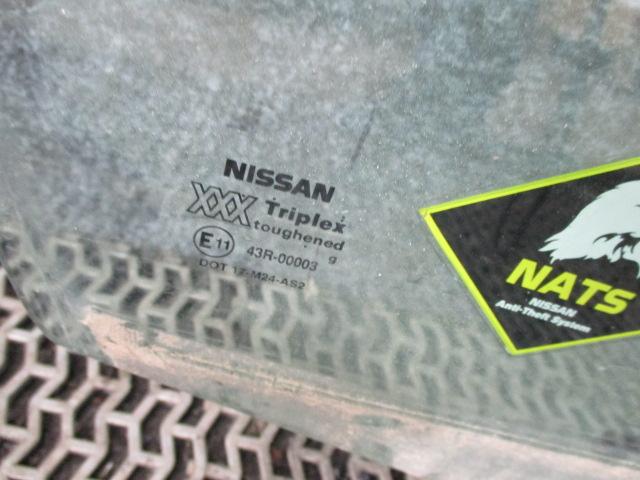 NISSAN
XXX Triplex
toughened
g
E11 43R-00003
DOT 17-M24-AS2
NATS
NISSAN
Anti-Theft System